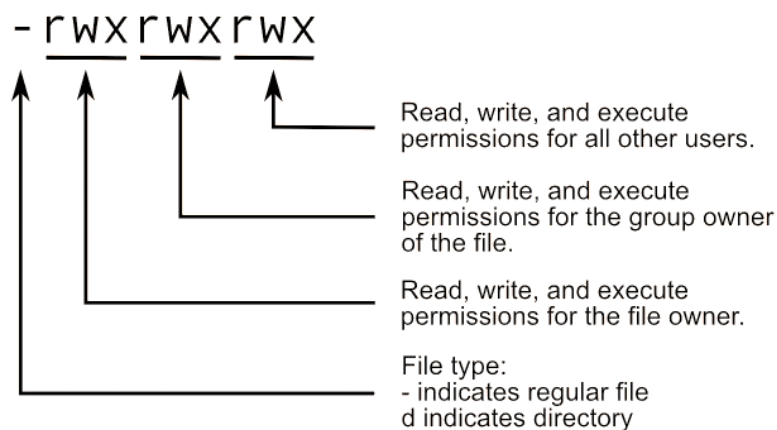 -rwxrwxrwx
Read, write, and execute
permissions for all other users.
Read, write, and execute
permissions for the group owner
of the file.
Read, write, and execute
permissions for the file owner.
File type:
- indicates regular file
d indicates directory